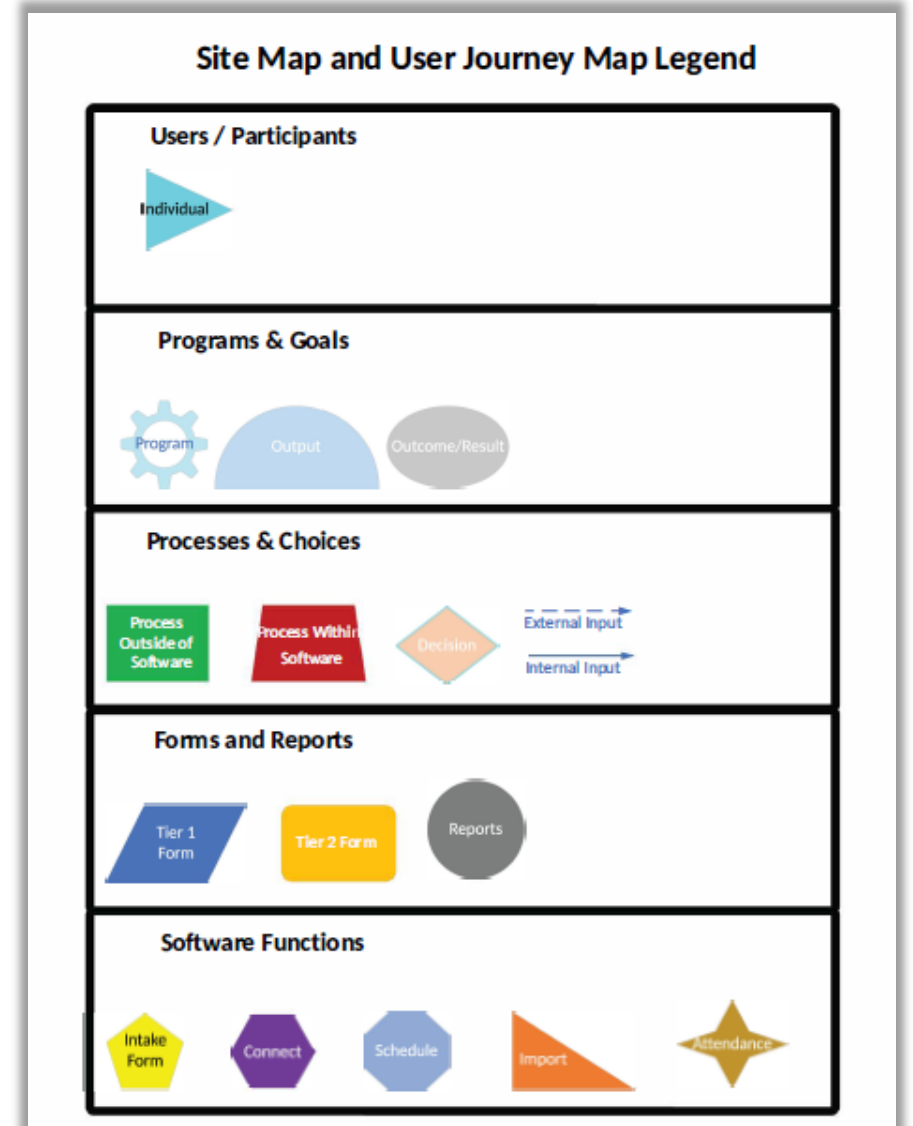 Site Map and User Journey Map Legend
Users / Participants
Individual
Programs & Goals
Program
Output
Outcome/Result
Processes & Choices
Process
Outside of
Software
Process Within
Software
Decision
External Input
Internal Input
Forms and Reports
Tier 1
Form
Tier 2 Form
Reports
Software Functions
Intake
Form
Connect
Schedule
Import
Attendance